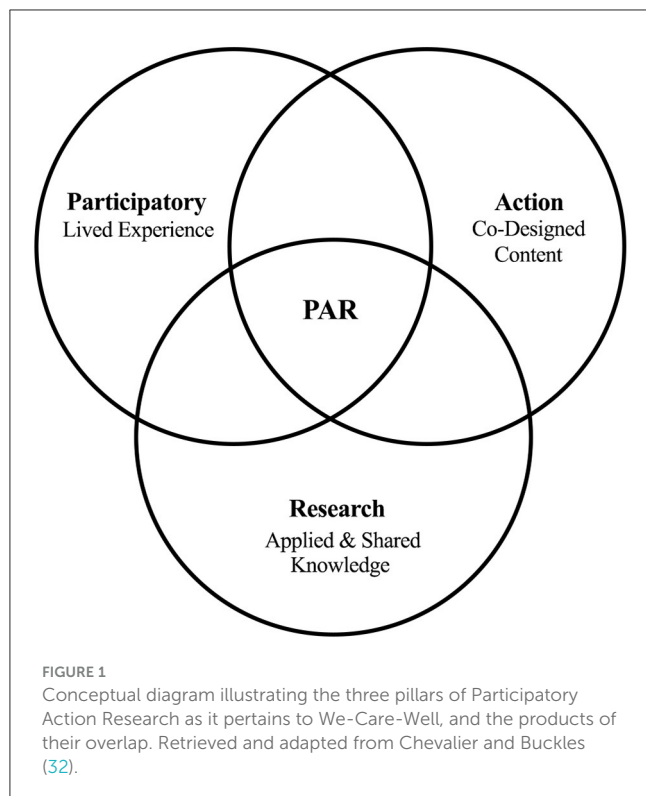 Participatory
Lived Experience
Action
Co-Designed
Content
PAR
Research
Applied & Shared
Knowledge
FIGURE 1
Conceptual diagram illustrating the three pillars of Participatory
Action Research as it pertains to We-Care-Well, and the products of
their overlap. Retrieved and adapted from Chevalier and Buckles
(32).